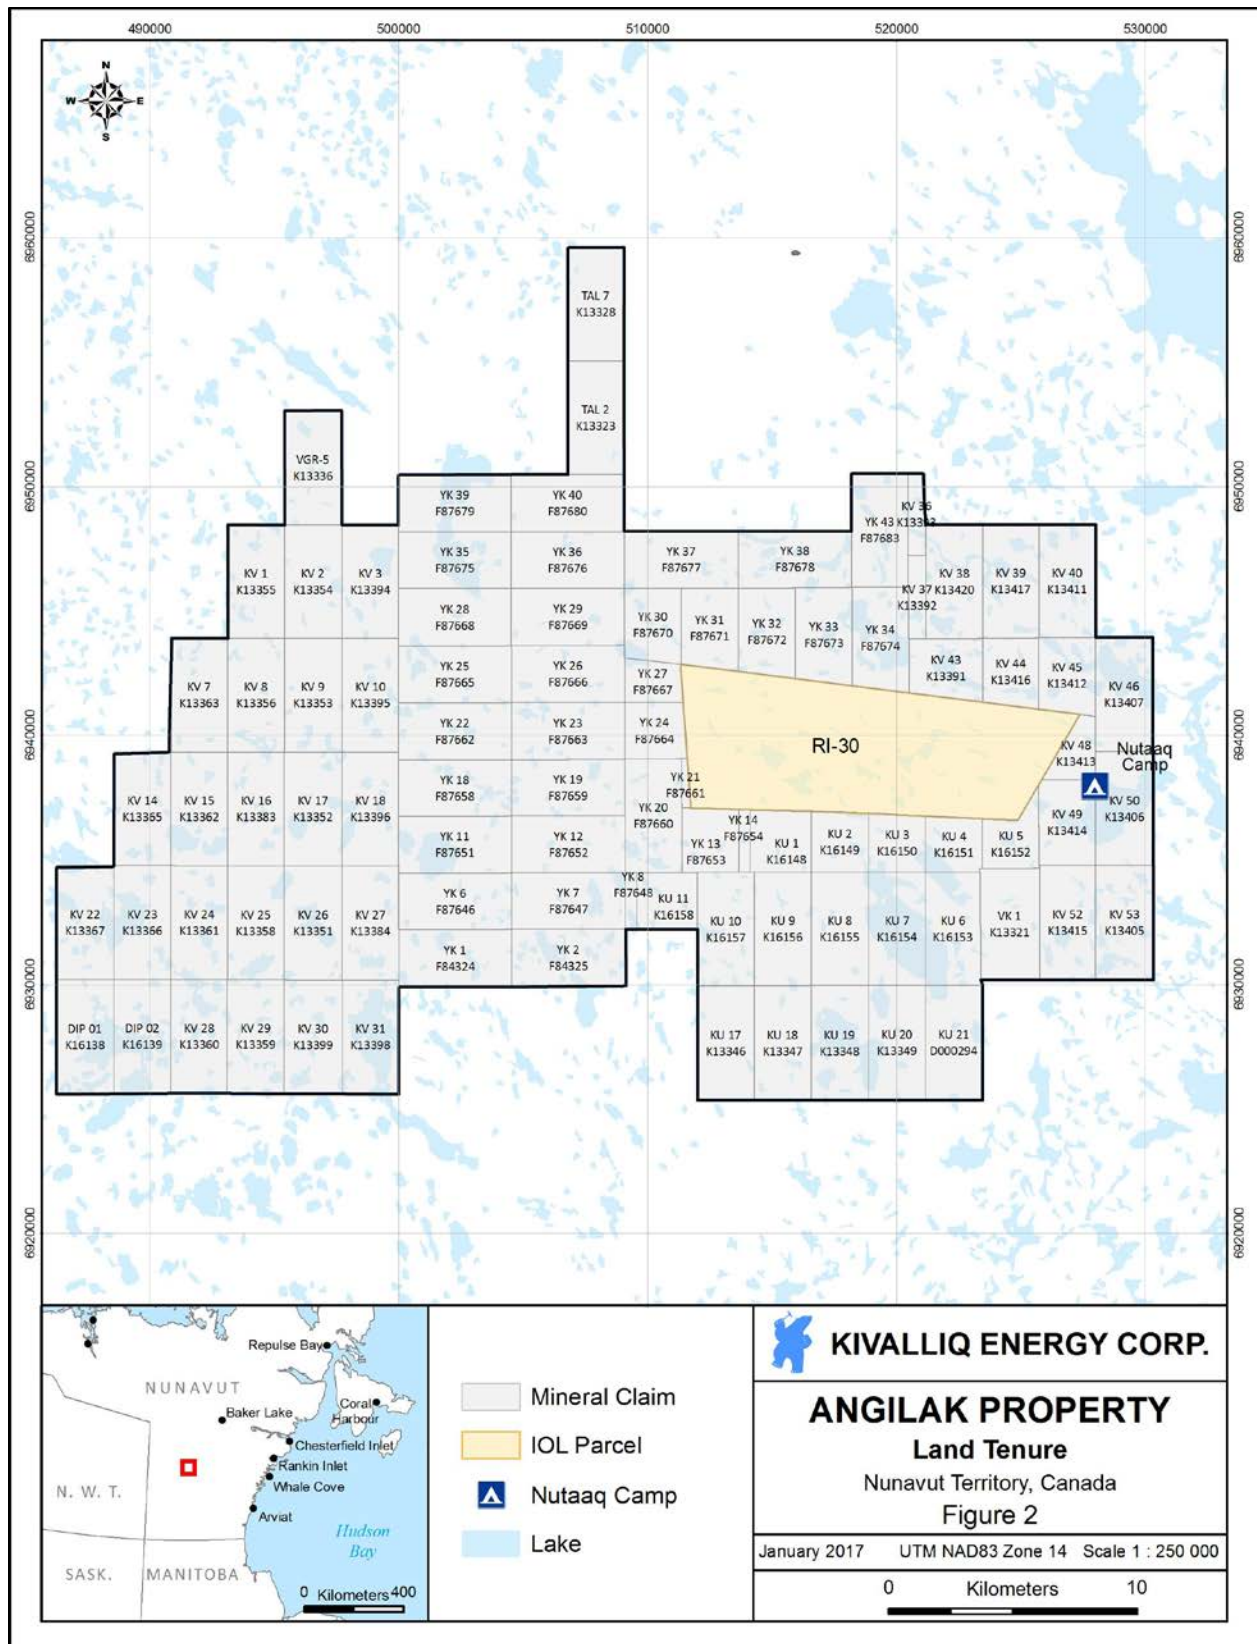 490000 500000 510000 520000 530000
N
W E
S
6960000 6960000
TAL 7
K13328
TAL 2
K13323
VGR-5
K13336
6950000 6950000
YK 39 YK 40
F87679 F87680
YK 43 KV 36
F87683 K13393
YK 35 YK 36 YK 37 YK 38
F87675 F87676 F87677 F87678
KV 1 KV 2 KV 3 KV 38 KV 39 KV 40
K13355 K13354 K13394 K13420 K13417 K13411
KV 37
K13392
YK 28 YK 29 YK 30 YK 31 YK 32 YK 33 YK 34
F87668 F87669 F87670 F87671 F87672 F87673 F87674
YK 25 YK 26 YK 27 KV 43 KV 44 KV 45
F87665 F87666 F87667 K13391 K13416 K13412
KV 7 KV 8 KV 9 KV 10 KV 46
K13363 K13356 K13353 K13395 K13407
YK 22 YK 23 YK 24
F87662 F87663 F87664
6940000 6940000
RI-30
KV 48
K13413
Nutaaq
Camp
YK 18 YK 19 YK 21
F87658 F87659 F87661
KV 14 KV 15 KV 16 KV 17 KV 18 YK 20 KV 49 KV 50
K13365 K13362 K13383 K13352 K13396 F87660 K13414 K13406
YK 11 YK 12 YK 13 YK 14 KU 1 KU 2 KU 3 KU 4 KU 5
F87651 F87652 F87653 F87654 K16148 K16149 K16150 K16151 K16152
YK 6 YK 7 YK 8 KU 11
F87646 F87647 F87648 K16158
KV 22 KV 23 KV 24 KV 25 KV 26 KV 27 KU 10 KU 9 KU 8 KU 7 KU 6 VK 1 KV 52 KV 53
K13367 K13366 K13361 K13358 K13351 K13384 K16157 K16156 K16155 K16154 K16153 K13321 K13415 K13405
YK 1 YK 2
F84324 F84325
6930000 6930000
DIP 01 DIP 02 KV 28 KV 29 KV 30 KV 31 KU 17 KU 18 KU 19 KU 20 KU 21
K16138 K16139 K13360 K13359 K13399 K13398 K13346 K13347 K13348 K13349 D000294
6920000 6920000
Repulse Bay
NUNAVUT
Coral
Harbour
Baker Lake
Chesterfield Inlet
Rankin Inlet
Whale Cove
N. W. T.
Arviat
Hudson
Bay
SASK. MANITOBA
0 Kilometers 400
Mineral Claim
IOL Parcel
Nutaaq Camp
Lake
KIVALLIQ ENERGY CORP.
ANGILAK PROPERTY
Land Tenure
Nunavut Territory, Canada
Figure 2
January 2017 UTM NAD83 Zone 14 Scale 1 : 250 000
0 Kilometers 10